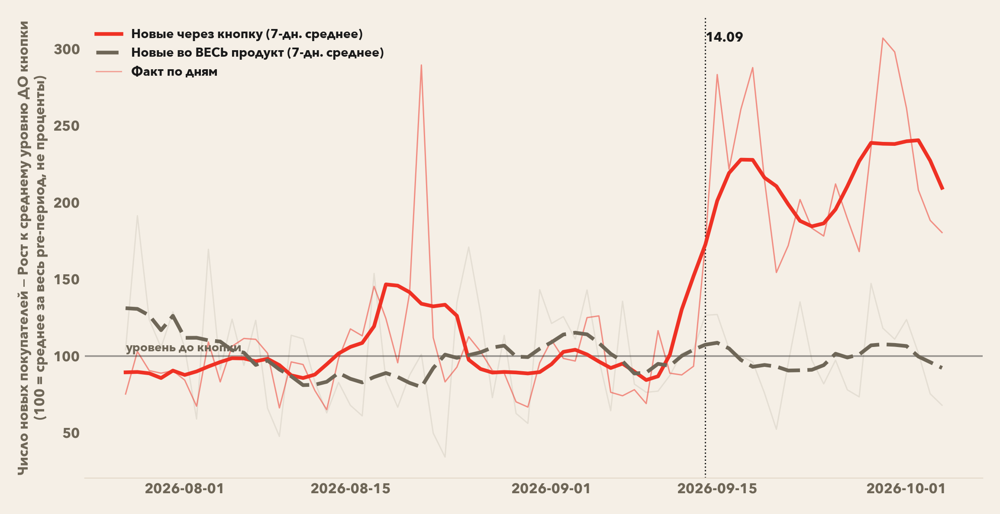 Число новых покупателей — Рост к среднему уровню ДО кнопки
(100 = среднее за весь pre-период, не проценты)
Новые через кнопку (7-дн. среднее)
Новые во ВЕСЬ продукт (7-дн. среднее)
Факт по дням
14.09
300
250
200
150
100
50
уровень до кнопки
2026-08-01
2026-08-15
2026-09-01
2026-09-15
2026-10-01